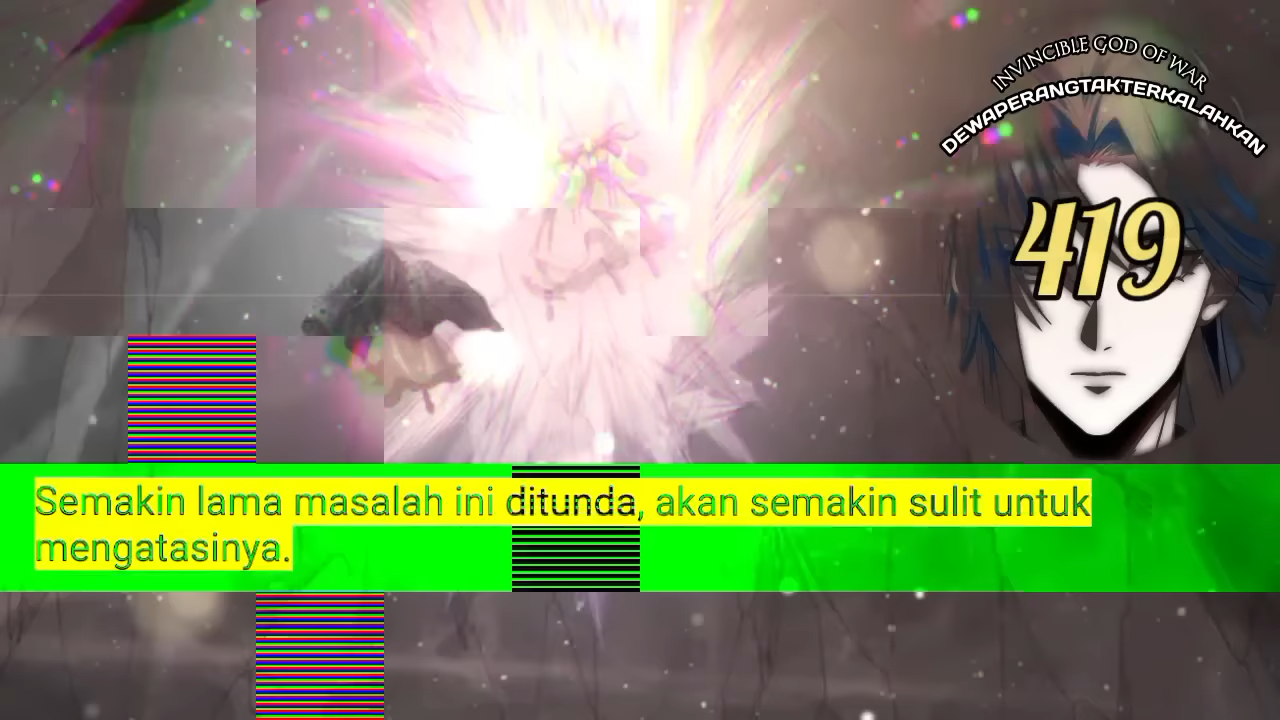 INVINCIBLE GOD OF WAR
DEWAPERANGTAKTERKALAHKAN
419
Semakin lama masalah ini ditunda, akan semakin sulit untuk
mengatasinya.